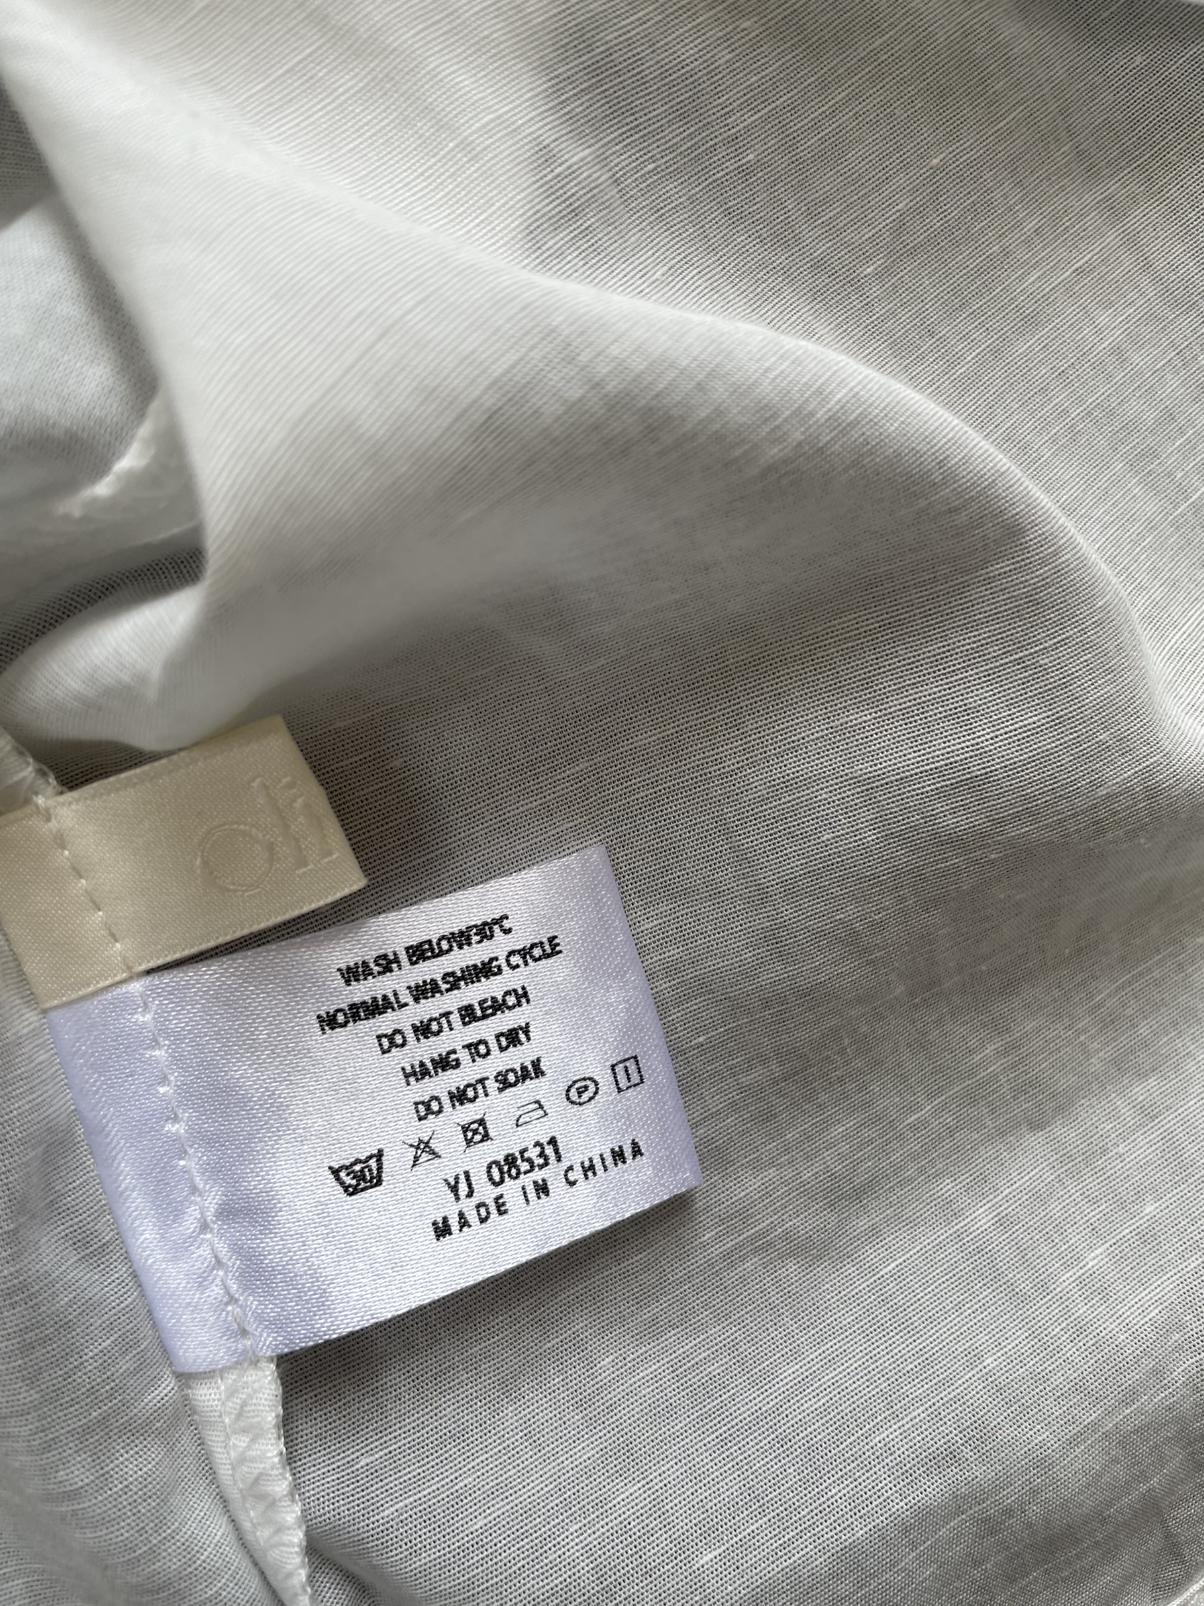 WASH BELOW30℃
NORMAL WASHING CYCLE
DO NOT BLEACH
HANG TO DRY
DO NOT SOAK
30 P
YJ 08531
MADE IN CHINA